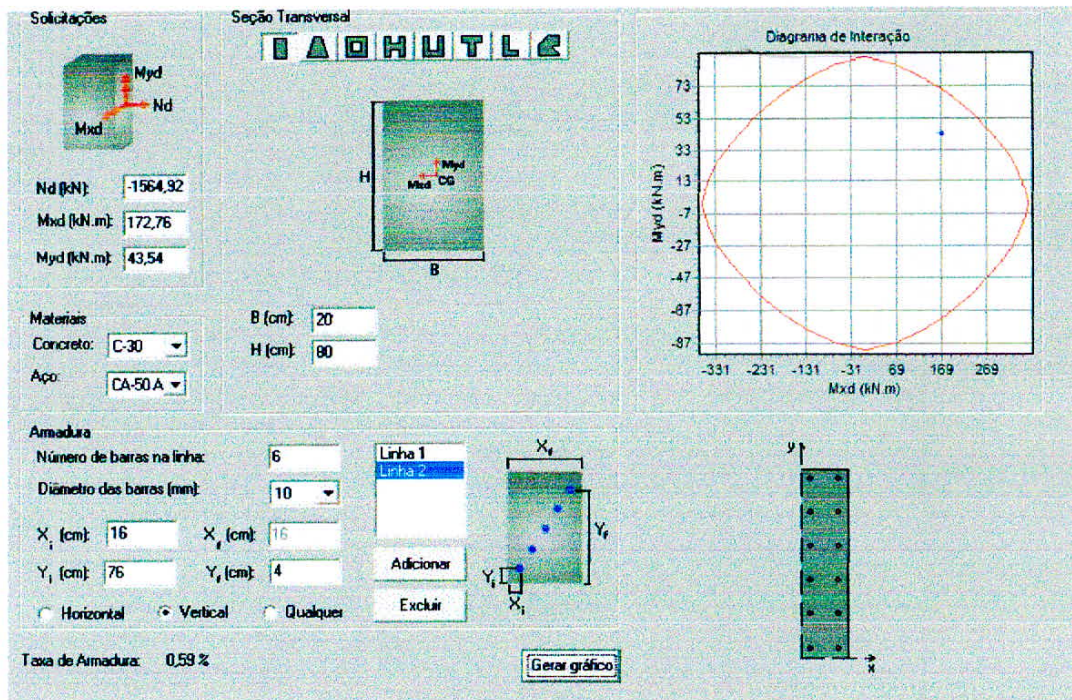 Solicitações
Myd
Nd
Mxd
Nd (kN): -1564,92
Mxd (kN.m): 172,76
Myd (kN.m): 43,54
Materiais
Concreto: C-30
Aço: CA-50 A
Seção Transversal
H
Myd
Mxd
CG
B
B (cm): 20
H (cm): 80
Diagrama de Interação
Myd (kN.m)
73
53
33
13
-7
-27
-47
-67
-87
-331 -231 -131 -31 69 169 269
Mxd (kN.m)
Armadura
Número de barras na linha: 6
Diâmetro das barras (mm): 10
Xi (cm): 16 Xf (cm): 16
Yi (cm): 76 Yf (cm): 4
Horizontal Vertical Qualquer
Linha 1
Linha 2
Adicionar
Excluir
Xf
Yf
Yi
Xi
y
x
Taxa de Armadura: 0,59 %
Gerar gráfico